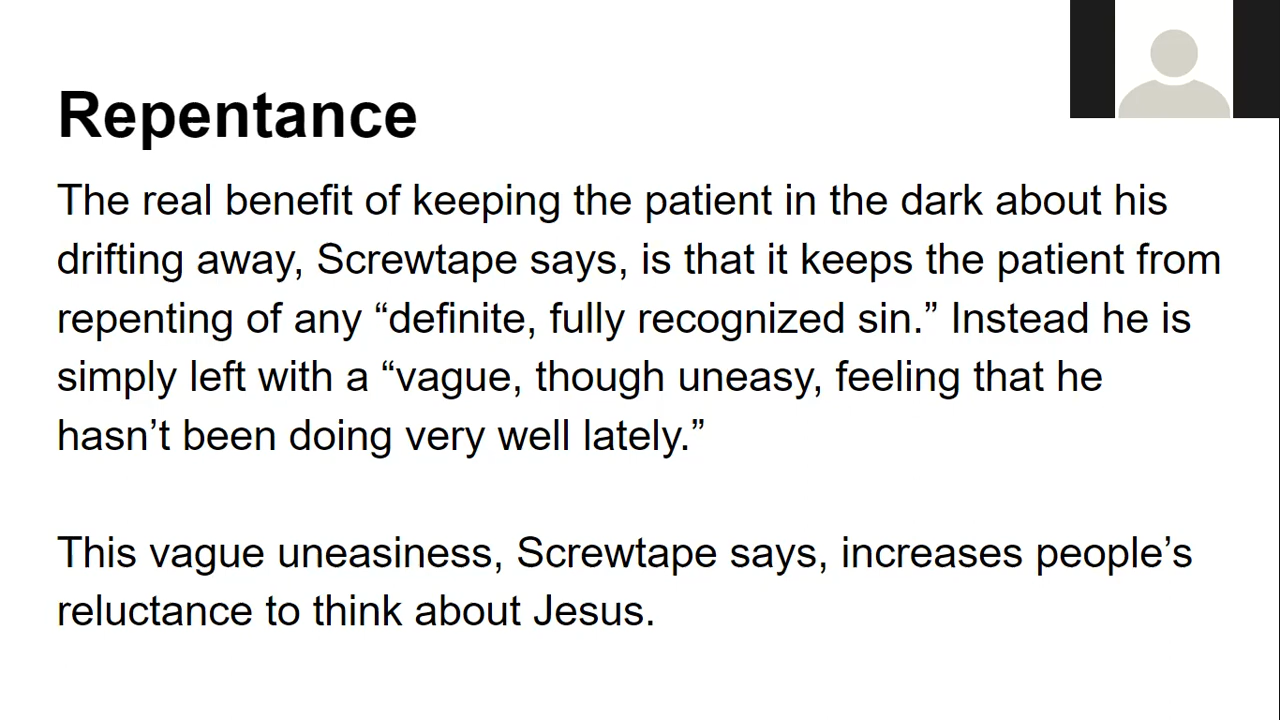 Repentance
The real benefit of keeping the patient in the dark about his
drifting away, Screwtape says, is that it keeps the patient from
repenting of any “definite, fully recognized sin.” Instead he is
simply left with a “vague, though uneasy, feeling that he
hasn’t been doing very well lately.”
This vague uneasiness, Screwtape says, increases people’s
reluctance to think about Jesus.